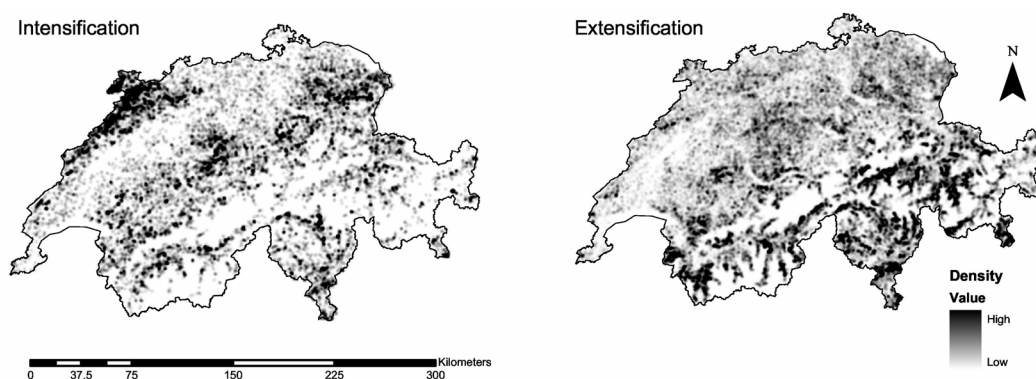 Intensification
Extensification
N
Density
Value
High
Low
Kilometers
0 37.5 75 150 225 300